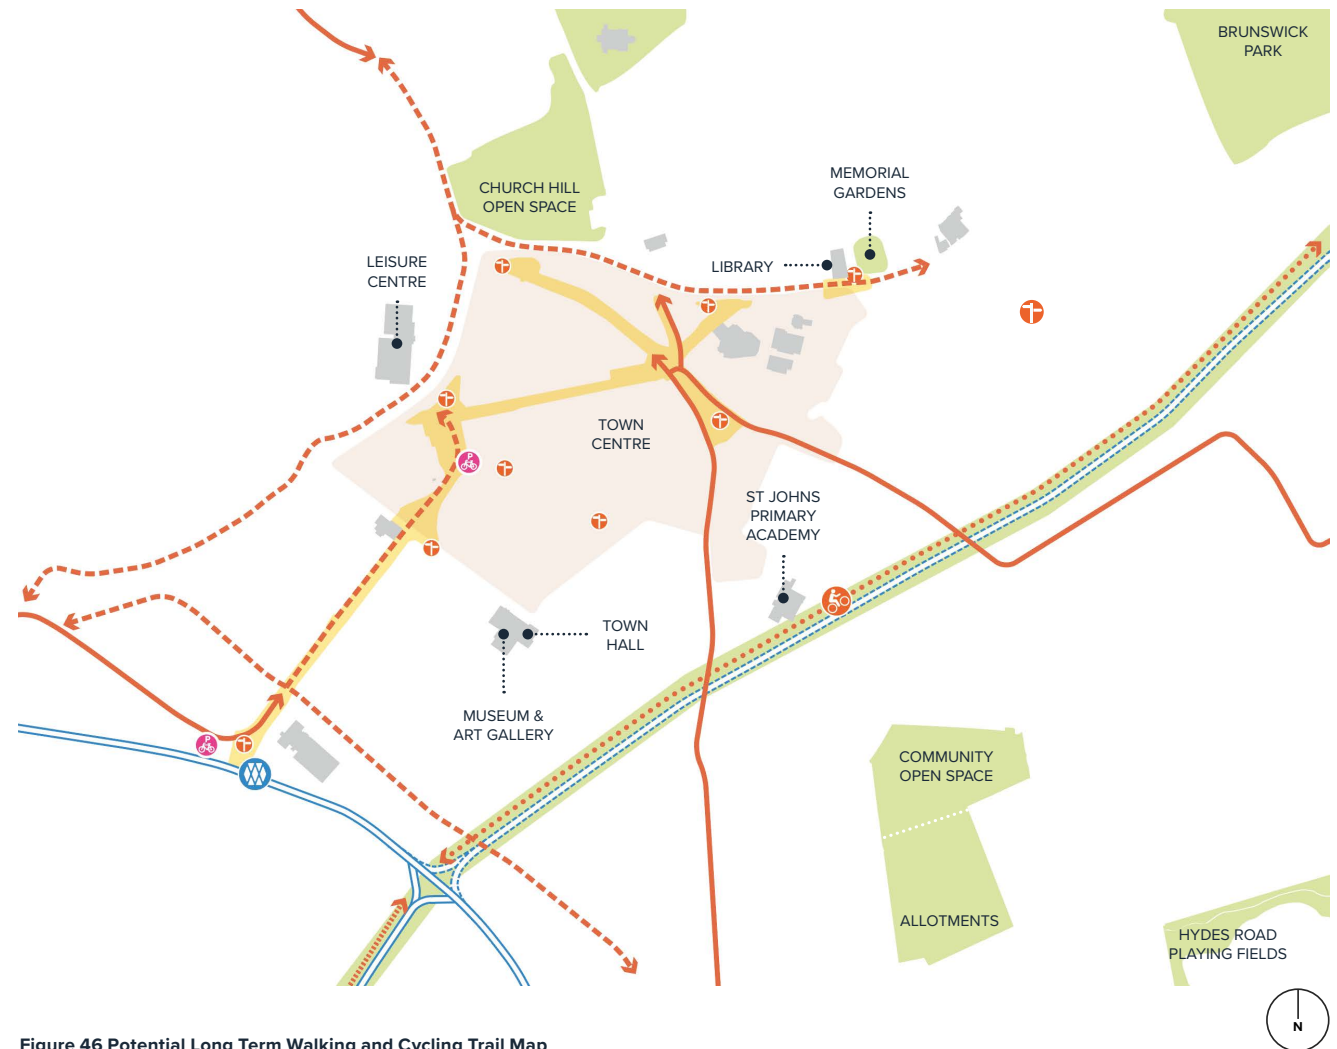 BRUNSWICK
PARK
MEMORIAL
GARDENS
CHURCH HILL
OPEN SPACE
LEISURE
CENTRE
LIBRARY
TOWN
CENTRE
P
ST JOHNS
PRIMARY
ACADEMY
TOWN
HALL
MUSEUM &
ART GALLERY
P
COMMUNITY
OPEN SPACE
ALLOTMENTS
HYDES ROAD
PLAYING FIELDS
N
Figure 46 Potential Long Term Walking and Cycling Trail Map